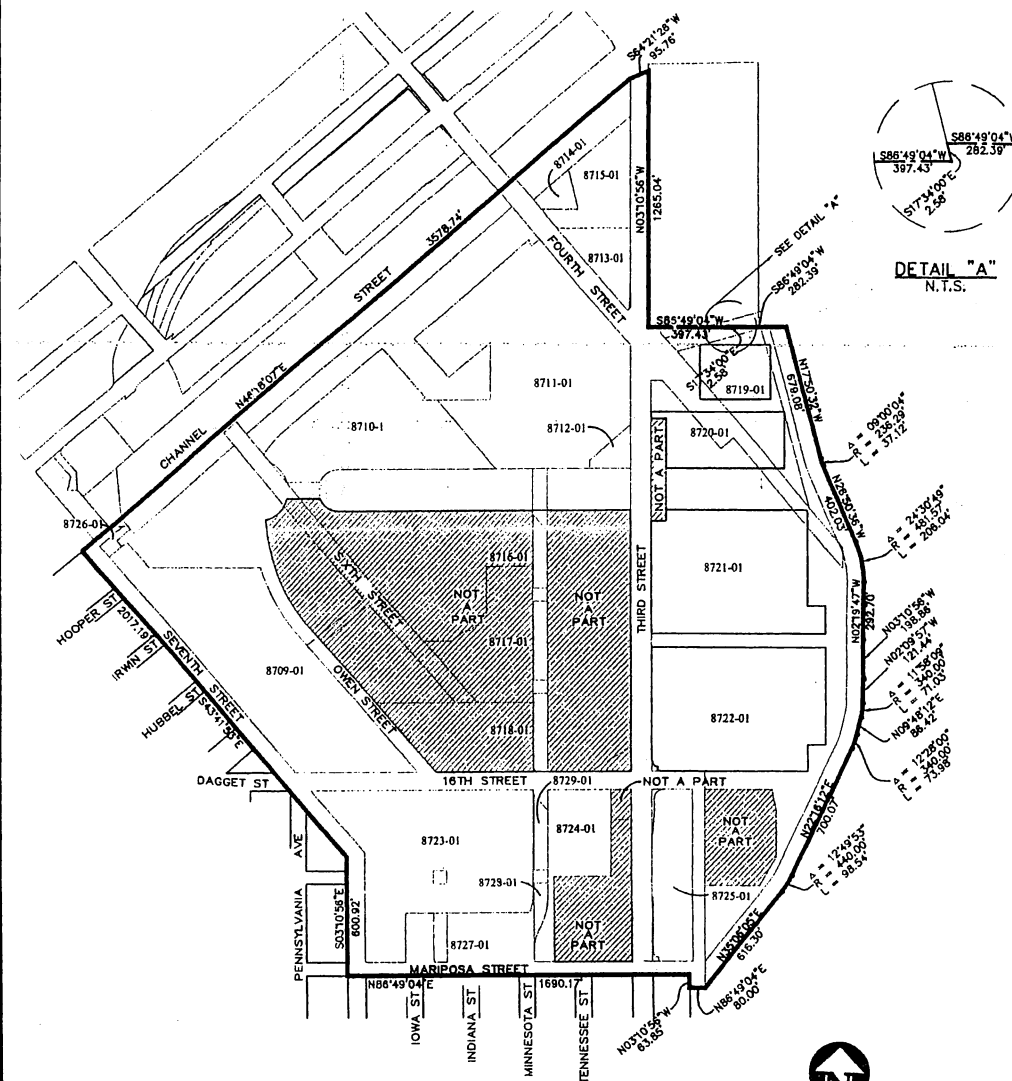 S64°21'28"W
95.76'
S86°49'04"W
397.43'
S86°49'04"W
282.39'
S17°34'00"E
2.58'
DETAIL "A"
N.T.S.
8714-01
8715-01
N03°10'56"W
1265.04'
8713-01
FOURTH STREET
3578.74'
CHANNEL STREET
N46°18'07"E
SEE DETAIL "A"
S86°49'04"W
282.39'
S85°49'04"W
397.43'
S17°34'00"E
2.58'
8719-01
N17°50'32"W
679.08'
8711-01
8710-1
8712-01
8720-01
NOT A PART
Δ = 09°00'04"
R = 236.29'
L = 37.12'
N26°50'36"W
402.03'
Δ = 24°30'49"
R = 481.57'
L = 206.04'
8726-01
8716-01
SIXTH STREET
NOT
A
PART
NOT
A
PART
8717-01
8718-01
THIRD STREET
8721-01
N02°19'47"W
292.70'
N03°10'56"W
198.86'
N02°09'57"W
121.44'
Δ = 11°58'09"
R = 340.00'
L = 71.03'
N09°48'12"E
86.42'
Δ = 12°28'00"
R = 340.00'
L = 73.98'
8722-01
HOOPER ST
2017.19'
IRWIN ST
SEVENTH STREET
HUBBEL ST
DAGGET ST
8709-01
OWEN STREET
16TH STREET
8729-01
NOT A PART
8723-01
8724-01
NOT
A
PART
N22°16'12"E
700.07'
Δ = 12°49'53"
R = 440.00'
L = 98.54'
8728-01
8725-01
8727-01
NOT
A
PART
N35°06'05"E
616.30'
PENNSYLVANIA AVE
S03°10'56"E
600.92'
MARIPOSA STREET
N86°49'04"E
1690.17'
IOWA ST
INDIANA ST
MINNESOTA ST
TENNESSEE ST
N03°10'56"W
63.85'
N86°49'04"E
80.00'
N